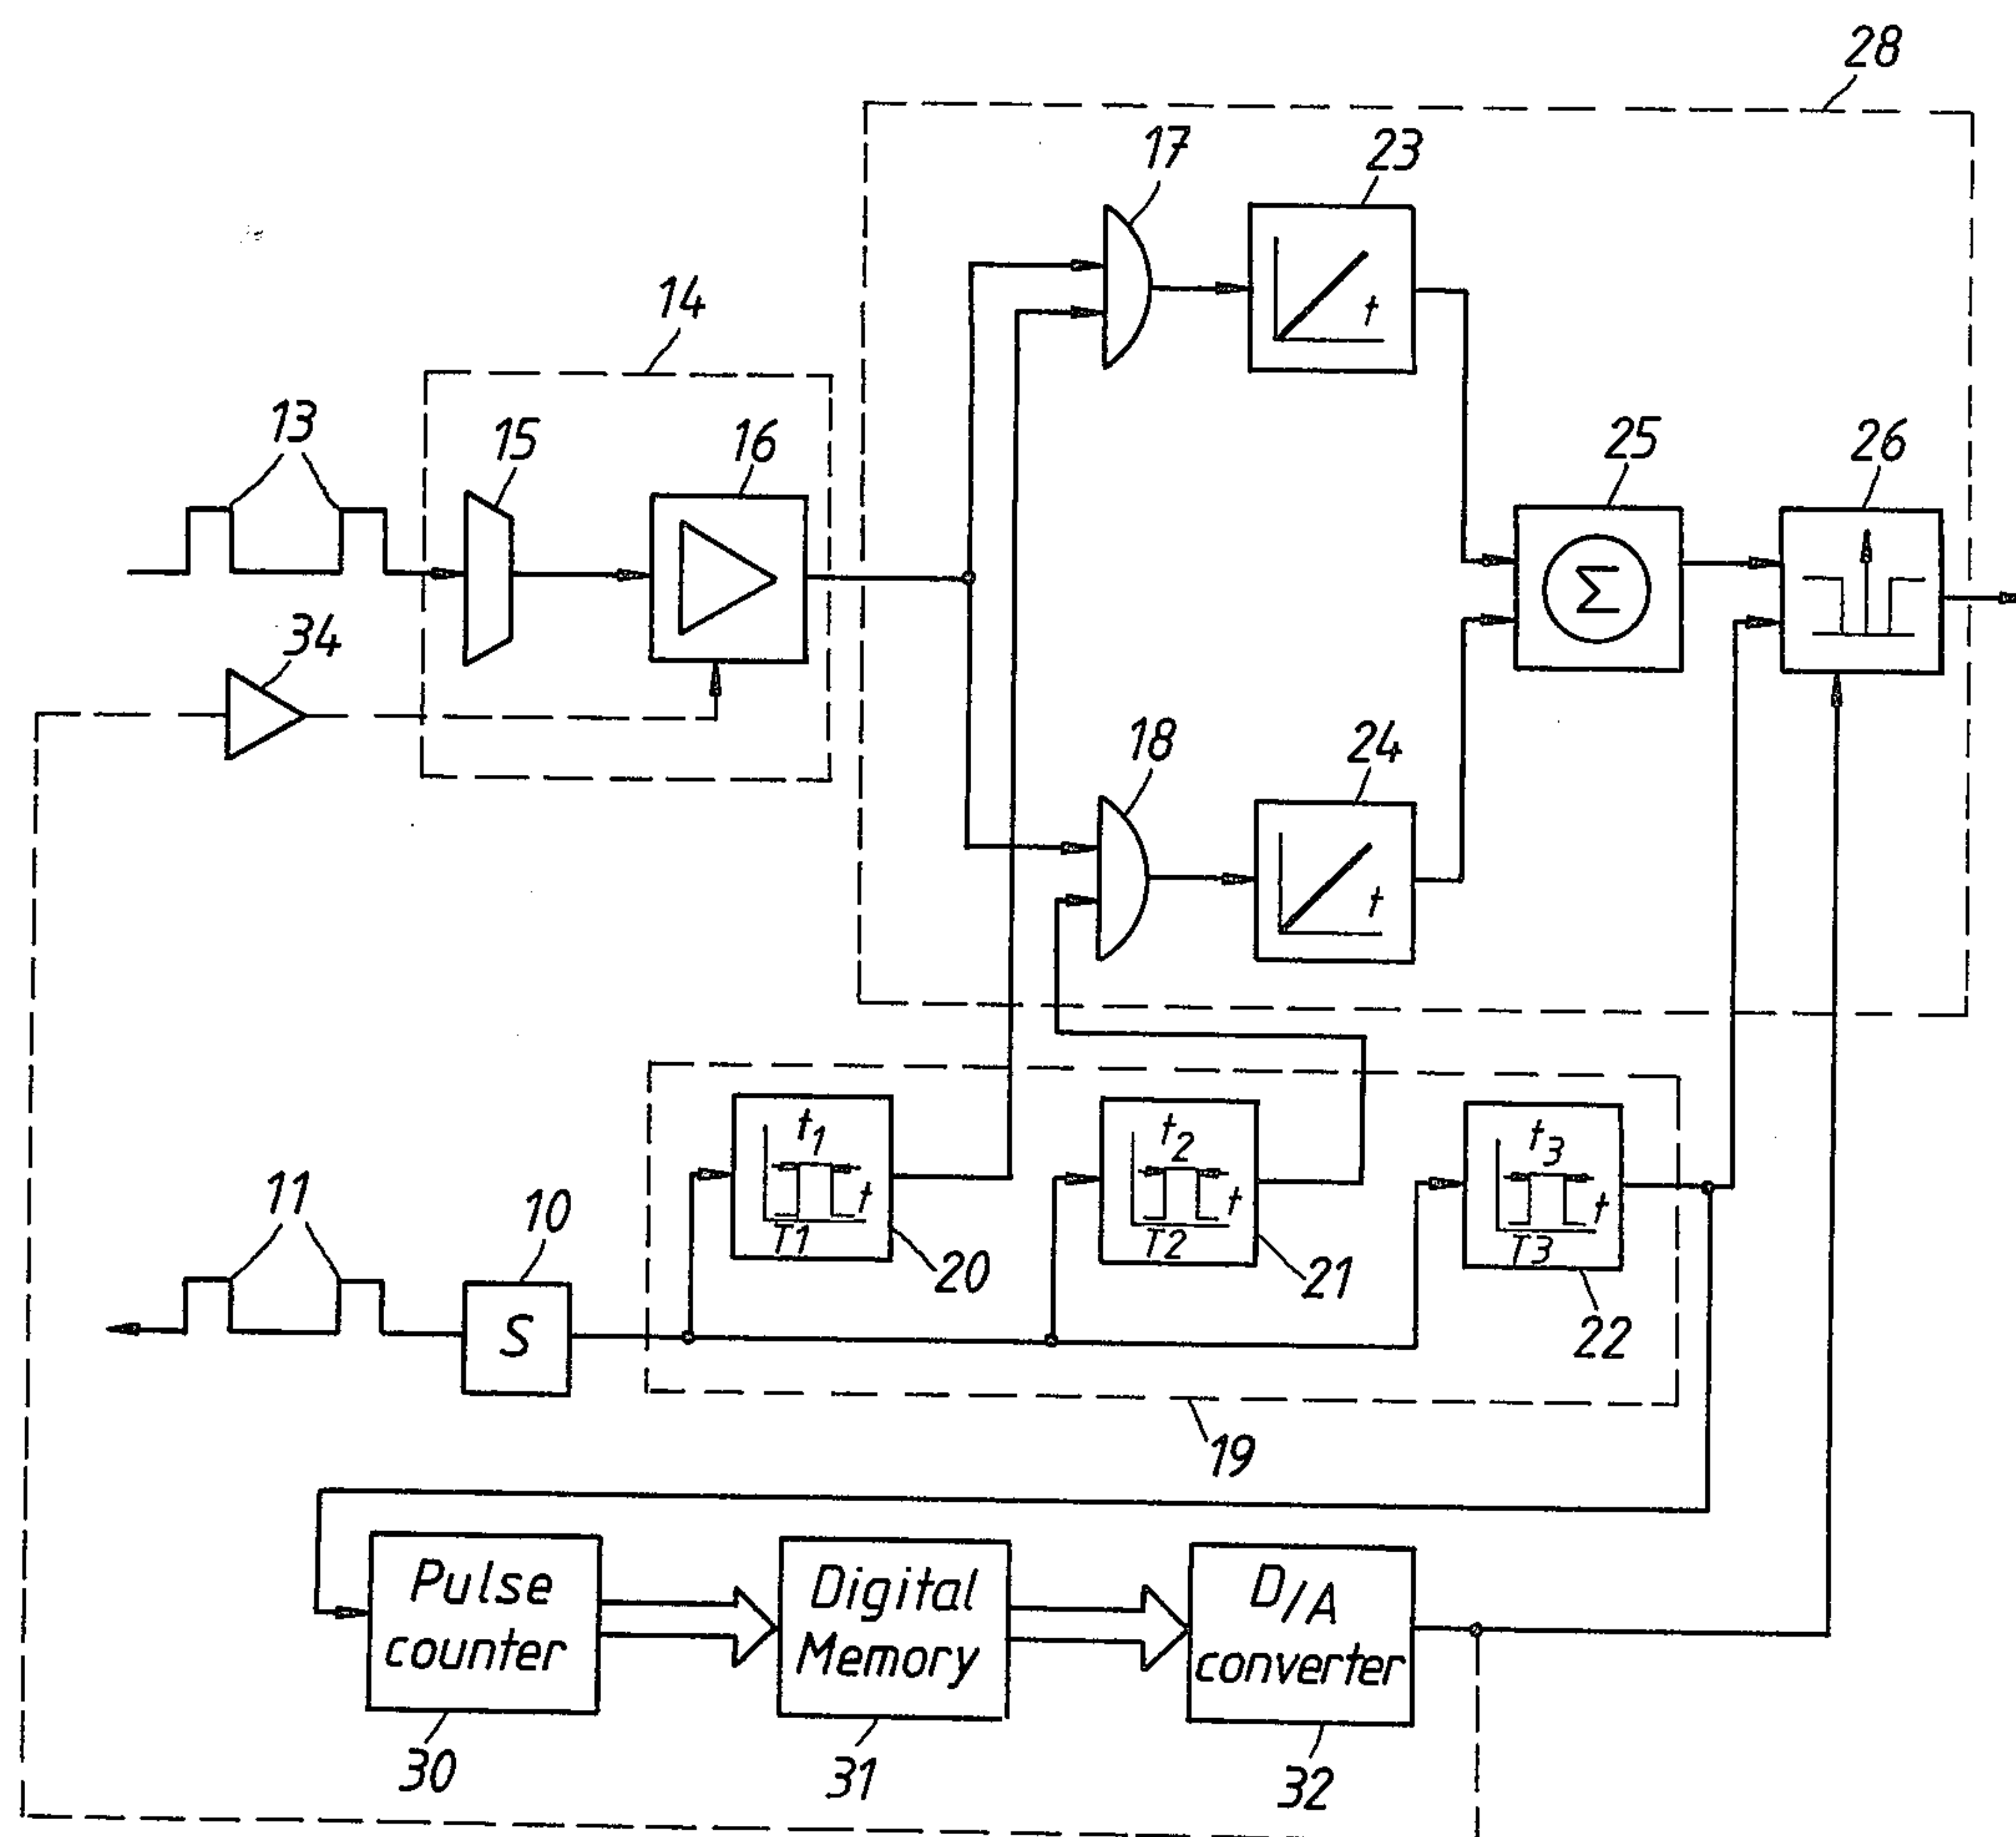 28
17
23
t
14
13
15
16
25
26
Σ
34
18
24
t
t1
t
T1
t2
t
T2
t3
t
T3
11
10
S
20
21
22
19
Pulse
counter
Digital
Memory
D/A
converter
30
31
32